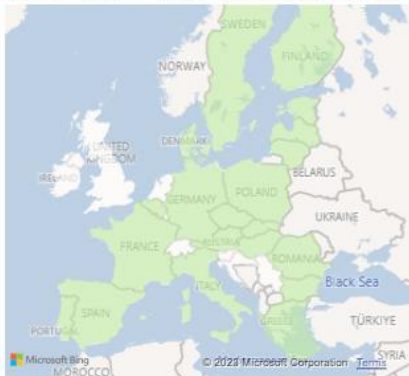 SWEDEN
FINLAND
NORWAY
UNITED
KINGDOM
DENMARK
IRELAND
BELARUS
GERMANY
POLAND
UKRAINE
FRANCE
AUSTRIA
ROMANIA
ITALY
Black Sea
SPAIN
PORTUGAL
GREECE
TÜRKIYE
SYRIA
Microsoft Bing
© 2023 Microsoft Corporation Terms
MOROCCO